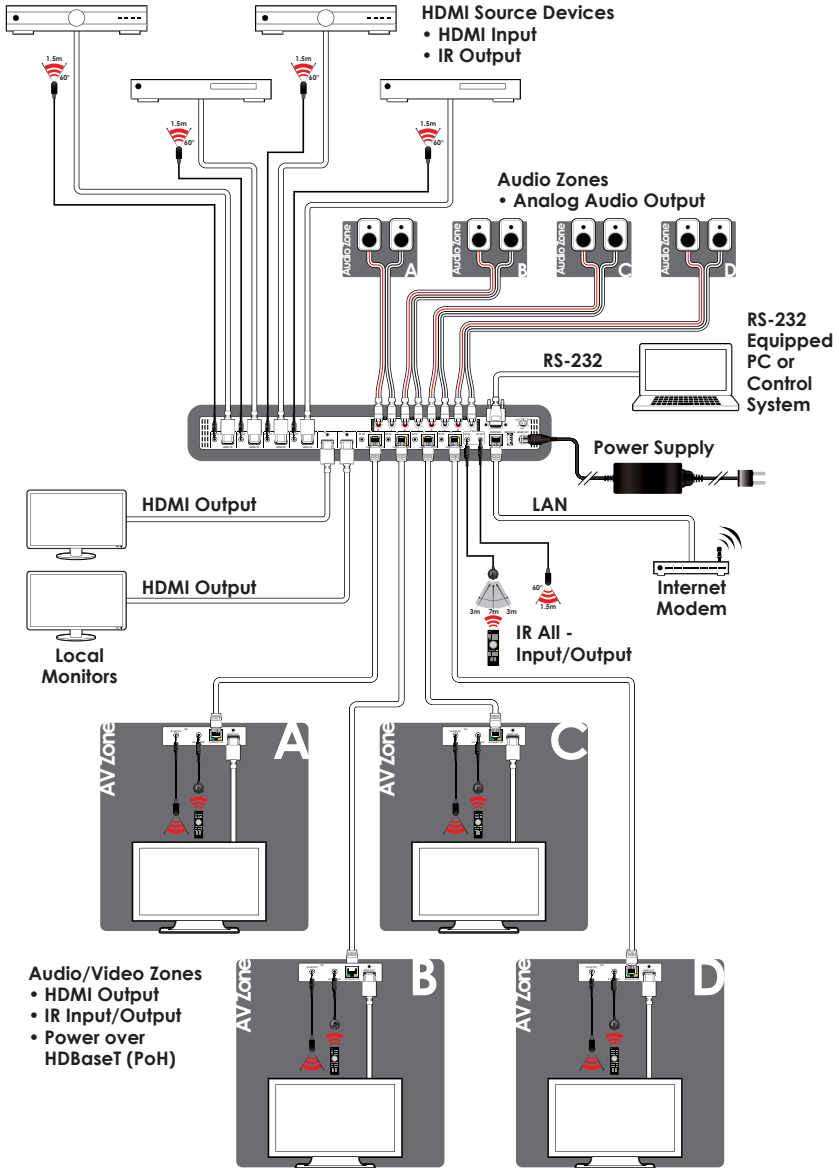 HDMI Source Devices
• HDMI Input
• IR Output
1.5m
60°
1.5m
60°
1.5m
60°
1.5m
60°
Audio Zones
• Analog Audio Output
Audio Zone
A
Audio Zone
B
Audio Zone
C
Audio Zone
D
RS-232
RS-232
Equipped
PC or
Control
System
Power Supply
HDMI Output
LAN
HDMI Output
Local
Monitors
3m 7m 3m
60°
1.5m
IR All -
Input/Output
Internet
Modem
AV Zone
A
AV Zone
C
Audio/Video Zones
• HDMI Output
• IR Input/Output
• Power over
HDBaseT (PoH)
AV Zone
B
AV Zone
D